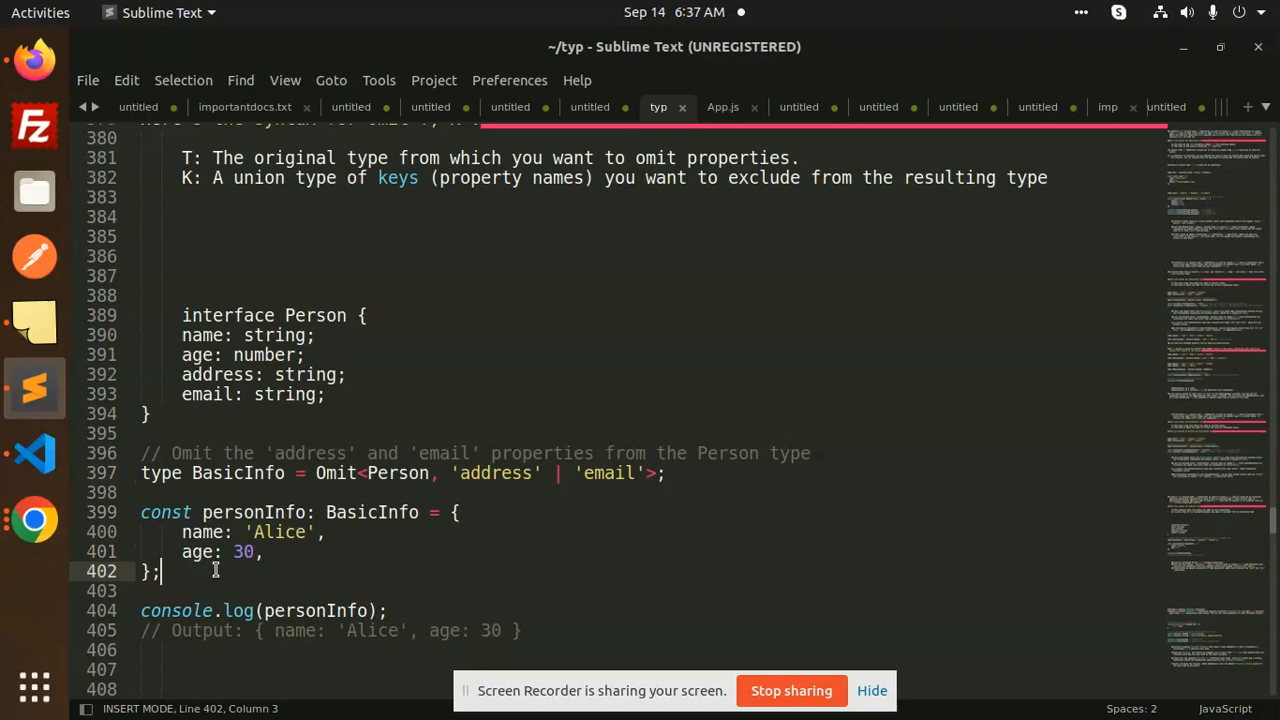 Activities
Sublime Text
Sep 14 6:37 AM
~/typ - Sublime Text (UNREGISTERED)
File Edit Selection Find View Goto Tools Project Preferences Help
untitled importantdocs.txt untitled untitled untitled untitled typ App.js untitled untitled untitled untitled imp untitled
380
381 T: The original type from which you want to omit properties.
382 K: A union type of keys (property names) you want to exclude from the resulting type
383
384
385
386
387
388
389 interface Person {
390 name: string;
391 age: number;
392 address: string;
393 email: string;
394 }
395
396 // Omit the 'address' and 'email' properties from the Person type
397 type BasicInfo = Omit<Person, 'address' | 'email'>;
398
399 const personInfo: BasicInfo = {
400 name: 'Alice',
401 age: 30,
402 };
403
404 console.log(personInfo);
405 // Output: { name: 'Alice', age: 30 }
406
407
408
Screen Recorder is sharing your screen. Stop sharing Hide
INSERT MODE, Line 402, Column 3 Spaces: 2 JavaScript